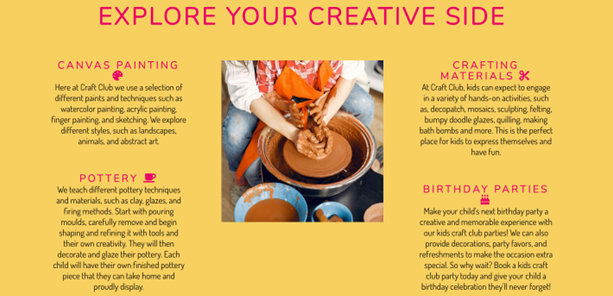 EXPLORE YOUR CREATIVE SIDE
CANVAS PAINTING
Here at Craft Club we use a selection of
different paints and techniques such as
watercolor painting, acrylic painting,
finger painting, and sketching. We explore
different styles, such as landscapes,
animals, and abstract art.
POTTERY
We teach different pottery techniques
and materials, such as clay, glazes, and
firing methods. Start with pouring
moulds, carefully remove and begin
shaping and refining it with tools and
their own creativity. They will then
decorate and glaze their pottery. Each
child will have their own finished pottery
piece that they can take home and
proudly display.
CRAFTING
MATERIALS
At Craft Club, kids can expect to engage
in a variety of hands-on activities, such
as, decopatch, mosaics, sculpting, felting,
bumpy doodle glazes, quilling, making
bath bombs and more. This is the perfect
place for kids to express themselves and
have fun.
BIRTHDAY PARTIES
Make your child's next birthday party a
creative and memorable experience with
our kids craft club parties! We can also
provide decorations, party favors, and
refreshments to make the occasion extra
special. So why wait? Book a kids craft
club party today and give your child a
birthday celebration they'll never forget!